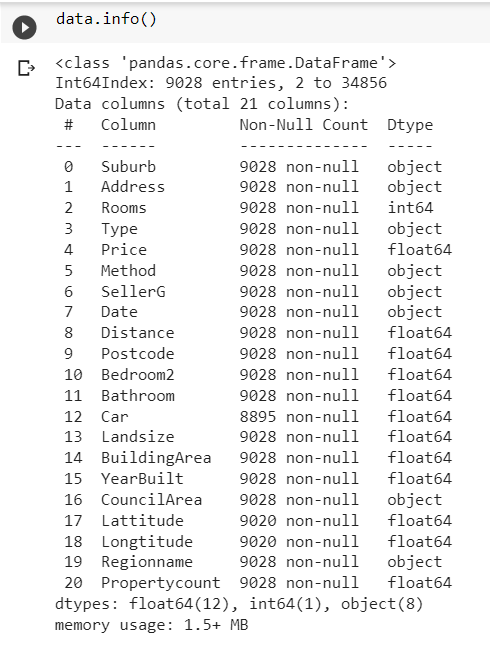 data.info()
<class 'pandas.core.frame.DataFrame'>
Int64Index: 9028 entries, 2 to 34856
Data columns (total 21 columns):
 #   Column         Non-Null Count  Dtype
---  ------         --------------  -----
 0   Suburb         9028 non-null   object
 1   Address        9028 non-null   object
 2   Rooms          9028 non-null   int64
 3   Type           9028 non-null   object
 4   Price          9028 non-null   float64
 5   Method         9028 non-null   object
 6   SellerG        9028 non-null   object
 7   Date           9028 non-null   object
 8   Distance       9028 non-null   float64
 9   Postcode       9028 non-null   float64
 10  Bedroom2       9028 non-null   float64
 11  Bathroom       9028 non-null   float64
 12  Car            8895 non-null   float64
 13  Landsize       9028 non-null   float64
 14  BuildingArea   9028 non-null   float64
 15  YearBuilt      9028 non-null   float64
 16  CouncilArea    9028 non-null   object
 17  Lattitude      9020 non-null   float64
 18  Longtitude     9020 non-null   float64
 19  Regionname     9028 non-null   object
 20  Propertycount  9028 non-null   float64
dtypes: float64(12), int64(1), object(8)
memory usage: 1.5+ MB